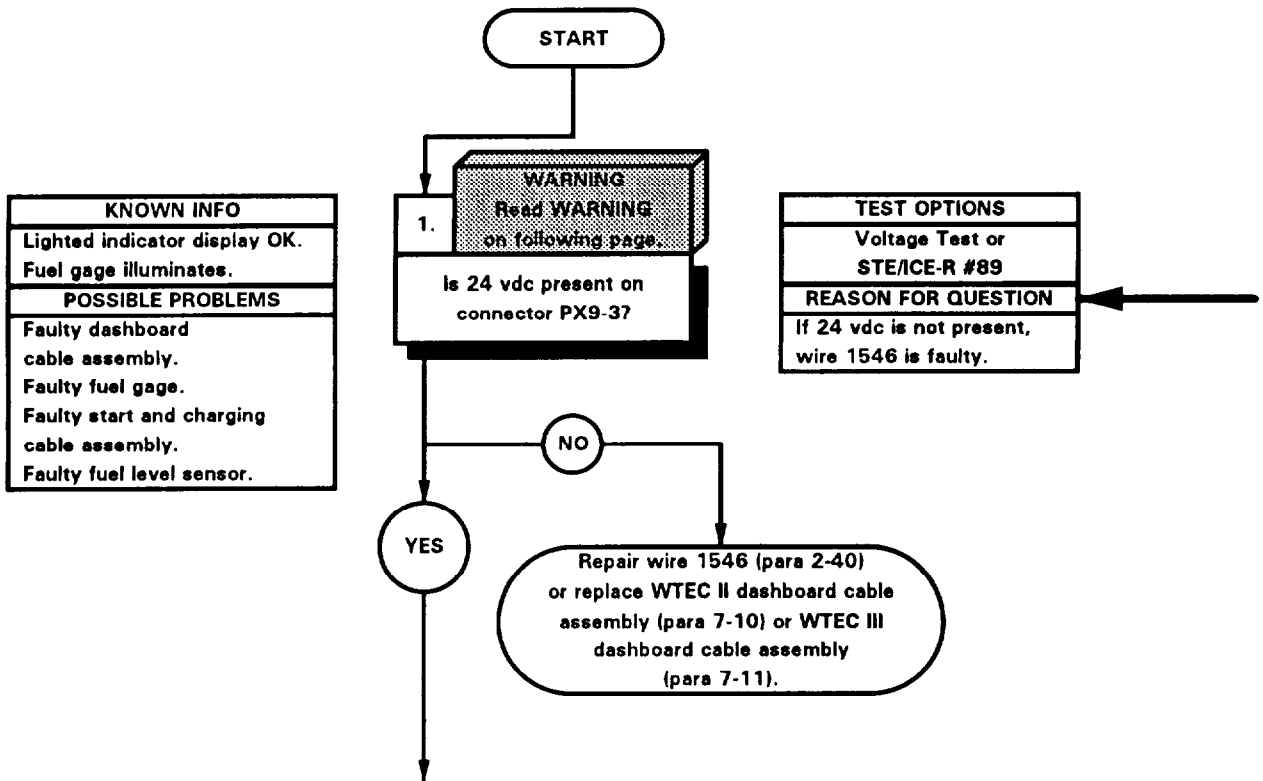 START
KNOWN INFO
Lighted indicator display OK.
Fuel gage illuminates.
POSSIBLE PROBLEMS
Faulty dashboard
cable assembly.
Faulty fuel gage.
Faulty start and charging
cable assembly.
Faulty fuel level sensor.
1.
WARNING
Read WARNING
on following page.
Is 24 vdc present on
connector PX9-3?
TEST OPTIONS
Voltage Test or
STE/ICE-R #89
REASON FOR QUESTION
If 24 vdc is not present,
wire 1546 is faulty.
NO
YES
Repair wire 1546 (para 2-40)
or replace WTEC II dashboard cable
assembly (para 7-10) or WTEC III
dashboard cable assembly
(para 7-11).